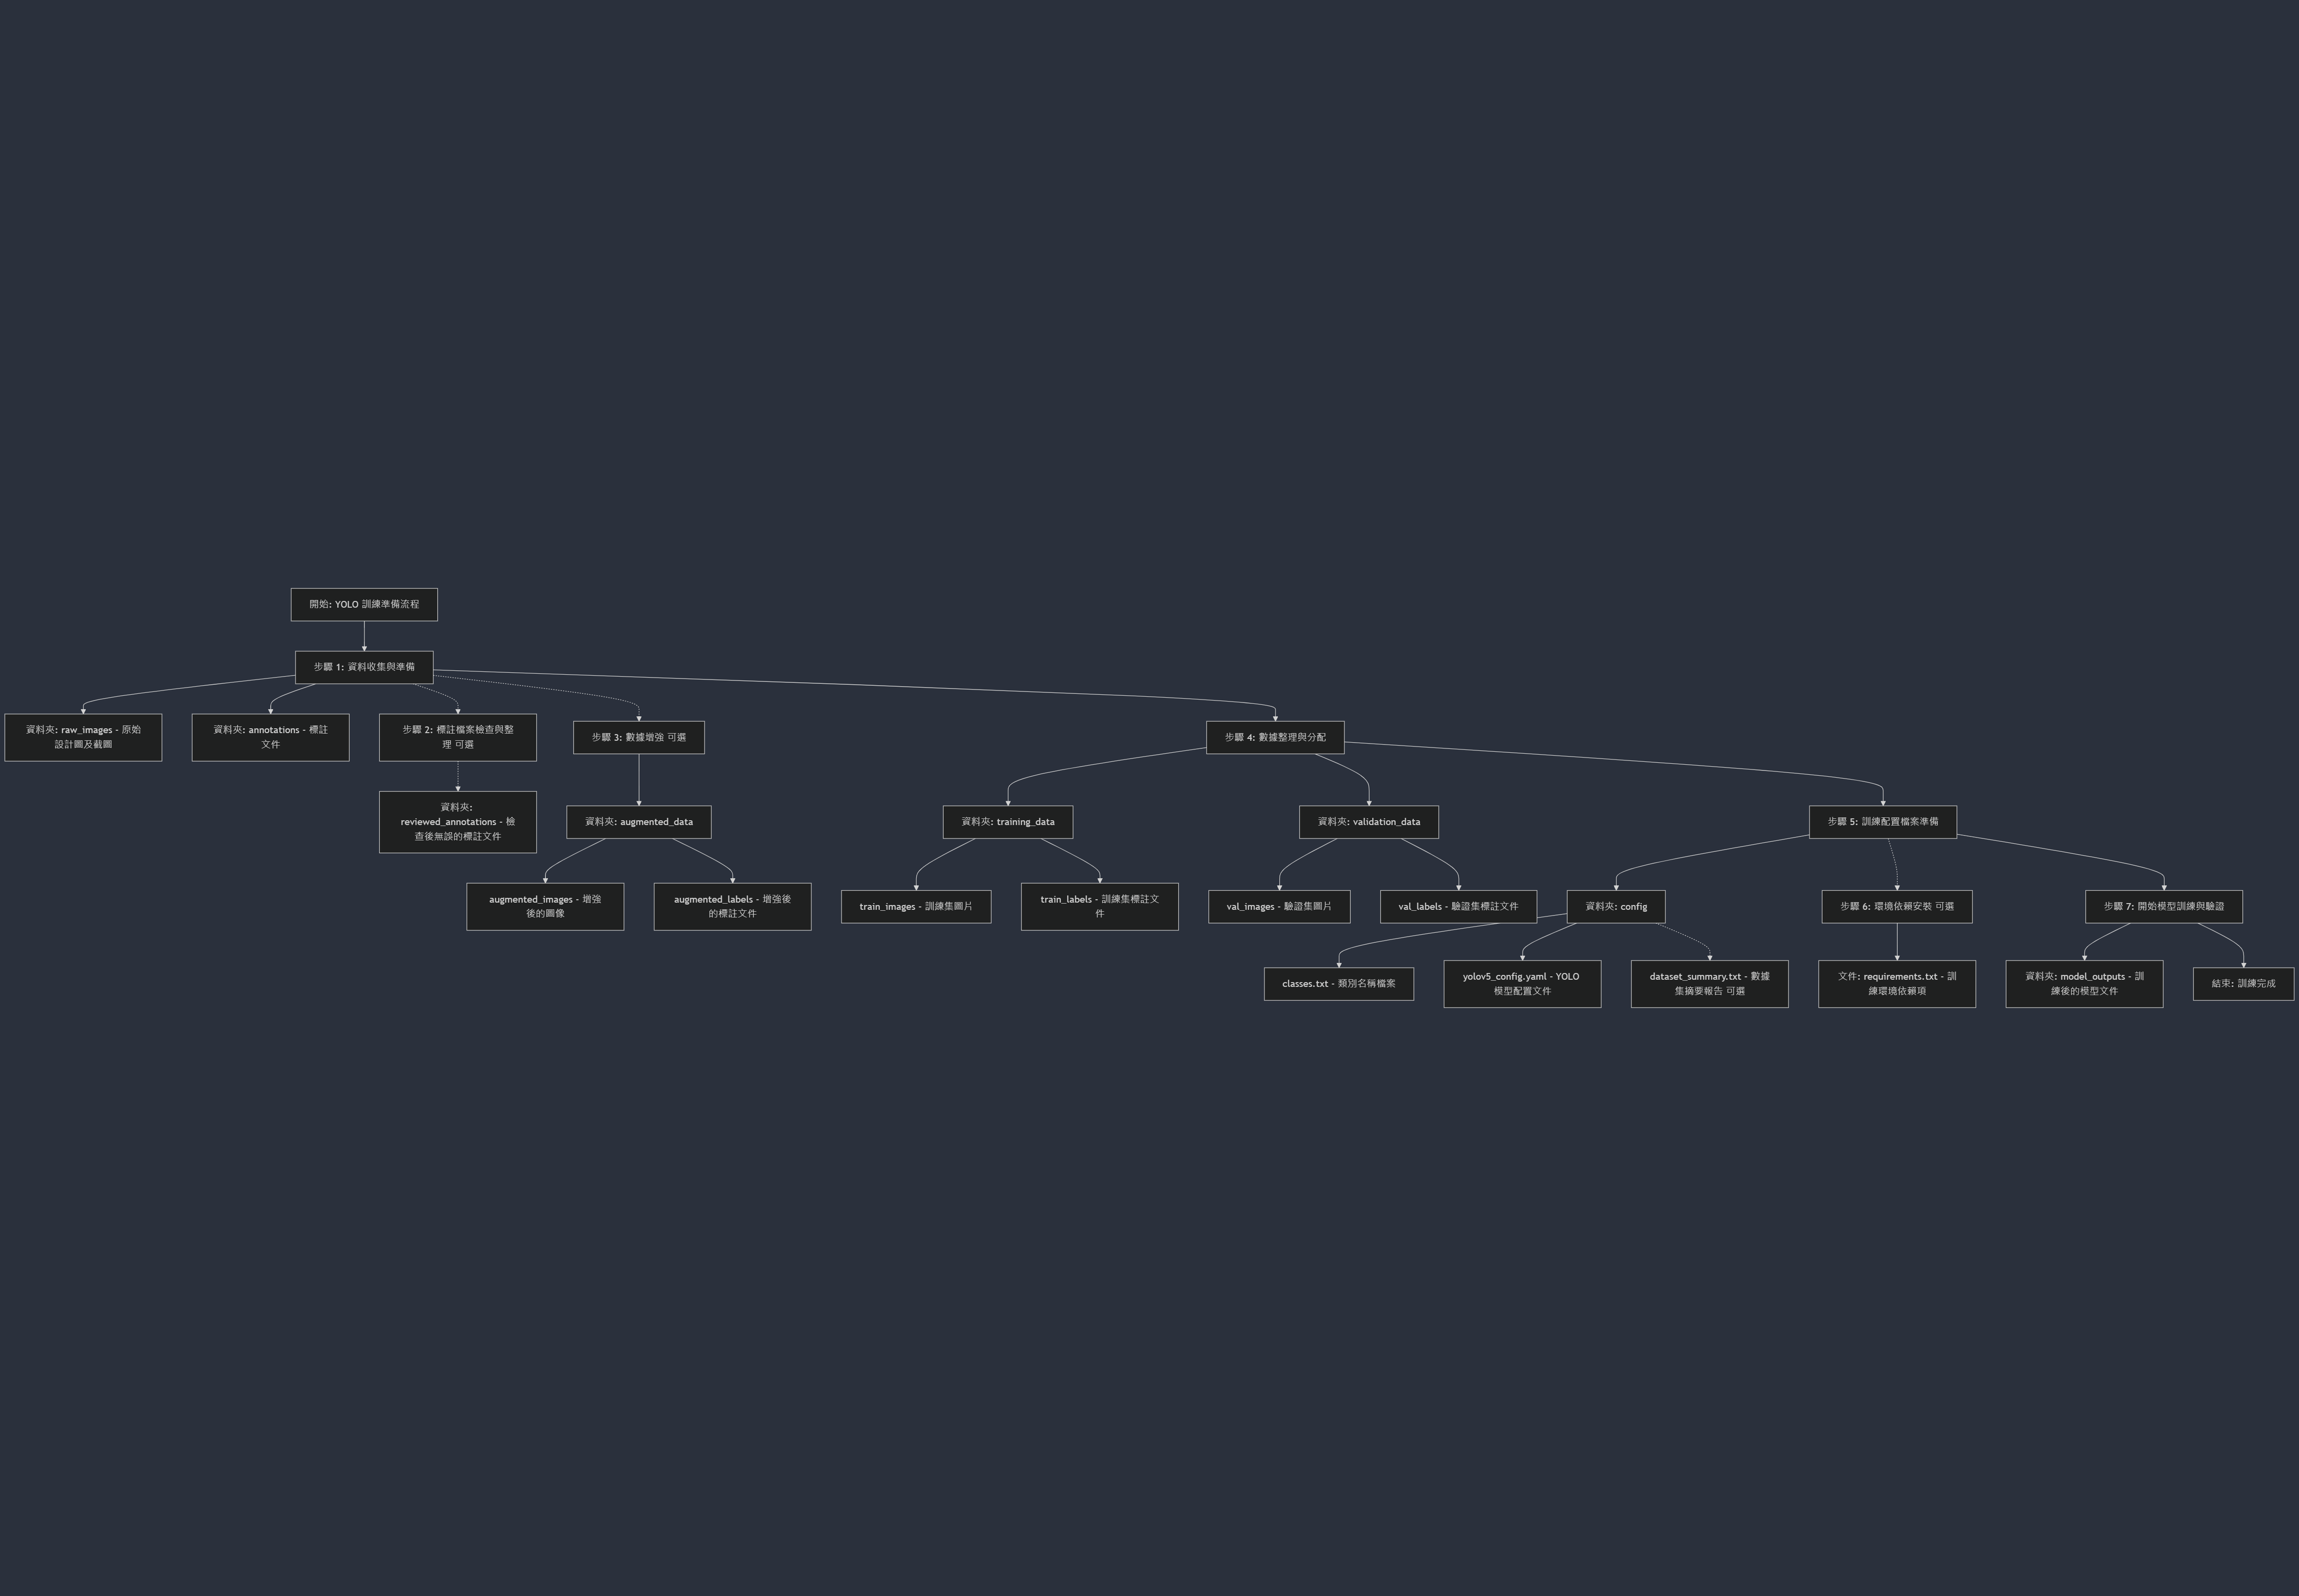 開始: YOLO 訓練準備流程
步驟 1: 資料收集與準備
資料夾: raw_images - 原始
設計圖及截圖
資料夾: annotations - 標註
文件
步驟 2: 標註檔案檢查與整
理 可選
步驟 3: 數據增強 可選
步驟 4: 數據整理與分配
資料夾:
reviewed_annotations - 檢
查後無誤的標註文件
資料夾: augmented_data
資料夾: training_data
資料夾: validation_data
步驟 5: 訓練配置檔案準備
augmented_images - 增強
後的圖像
augmented_labels - 增強後
的標註文件
train_images - 訓練集圖片
train_labels - 訓練集標註文
件
val_images - 驗證集圖片
val_labels - 驗證集標註文件
資料夾: config
步驟 6: 環境依賴安裝 可選
步驟 7: 開始模型訓練與驗證
classes.txt - 類別名稱檔案
yolov5_config.yaml - YOLO
模型配置文件
dataset_summary.txt - 數據
集摘要報告 可選
文件: requirements.txt - 訓
練環境依賴項
資料夾: model_outputs - 訓
練後的模型文件
結束: 訓練完成